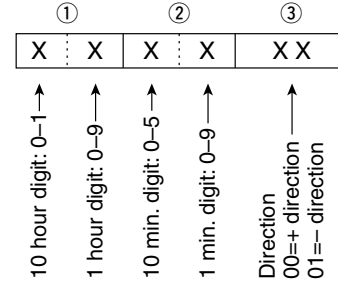 ① ② ③
X X X X X X
10 hour digit: 0–1
1 hour digit: 0–9
10 min. digit: 0–5
1 min. digit: 0–9
Direction
00=+ direction
01=– direction